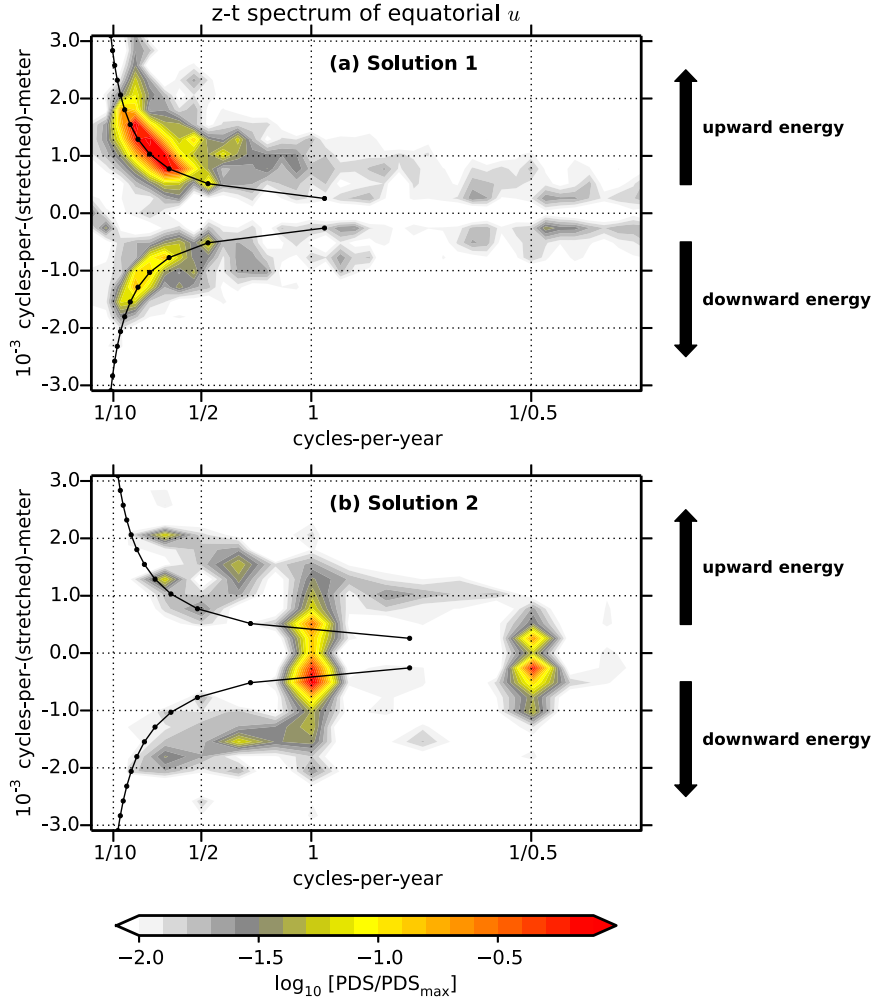 z-t spectrum of equatorial u
(a) Solution 1
3.0
2.0
1.0
0.0
-1.0
-2.0
-3.0
10⁻³ cycles-per-(stretched)-meter
1/10
1/2
1
1/0.5
cycles-per-year
upward energy
downward energy
(b) Solution 2
3.0
2.0
1.0
0.0
-1.0
-2.0
-3.0
10⁻³ cycles-per-(stretched)-meter
1/10
1/2
1
1/0.5
cycles-per-year
upward energy
downward energy
−2.0
−1.5
−1.0
−0.5
log₁₀ [PDS/PDSmax]